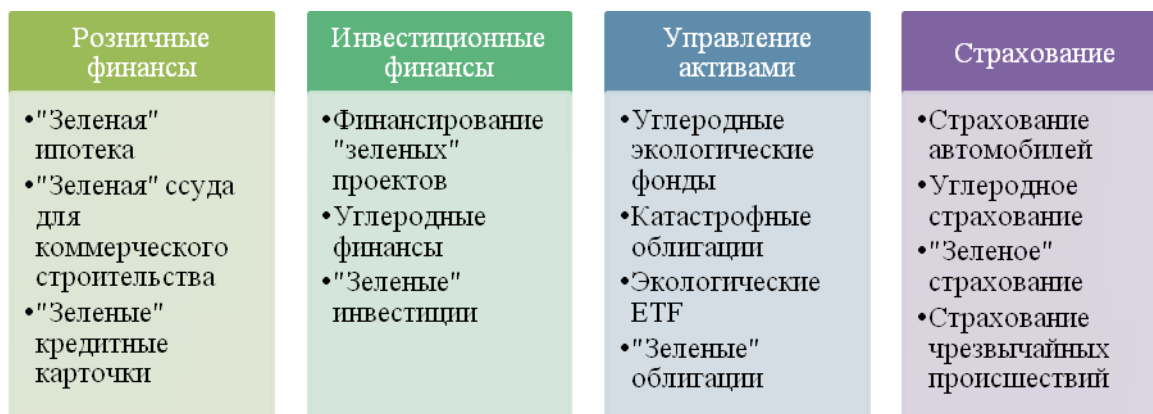 Розничные
финансы
•"Зеленая"
ипотека
•"Зеленая" ссуда
для
коммерческого
строительства
•"Зеленые"
кредитные
карточки
Инвестиционные
финансы
•Финансирование
"зеленых"
проектов
•Углеродные
финансы
•"Зеленые"
инвестиции
Управление
активами
•Углеродные
экологические
фонды
•Катастрофные
облигации
•Экологические
ETF
•"Зеленые"
облигации
Страхование
•Страхование
автомобилей
•Углеродное
страхование
•"Зеленое"
страхование
•Страхование
чрезвычайных
происшествий